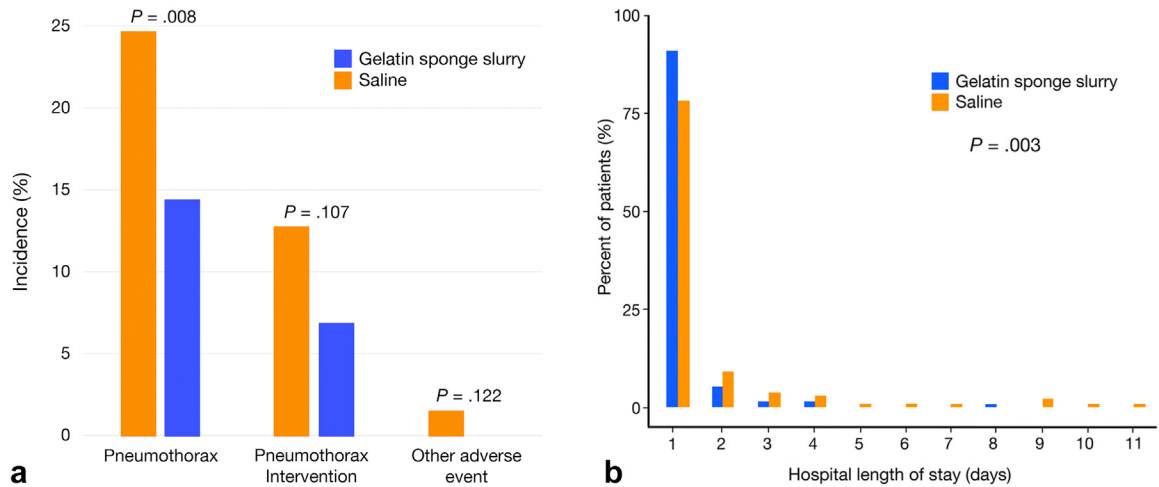 25
20
15
10
5
0
Incidence (%)
P = .008
P = .107
P = .122
Gelatin sponge slurry
Saline
Pneumothorax
Pneumothorax
Intervention
Other adverse
event
a
100
75
50
25
0
Percent of patients (%)
Gelatin sponge slurry
Saline
P = .003
1 2 3 4 5 6 7 8 9 10 11
Hospital length of stay (days)
b